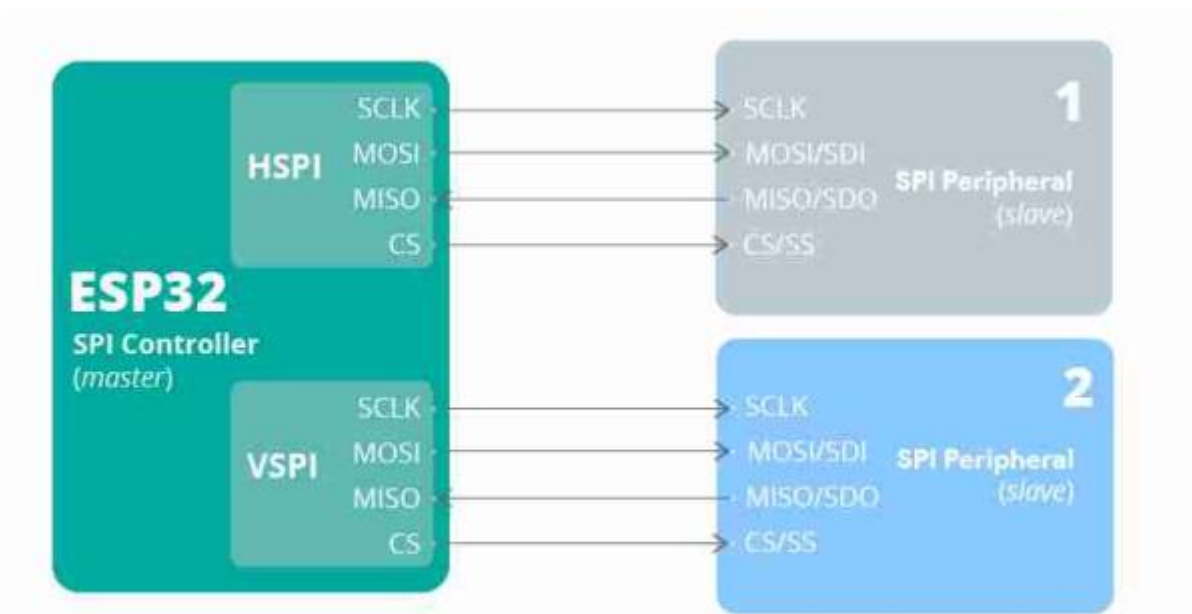 ESP32
SPI Controller
(master)
HSPI
SCLK
MOSI
MISO
CS
VSPI
SCLK
MOSI
MISO
CS
1
SPI Peripheral
(slave)
SCLK
MOSI/SDI
MISO/SDO
CS/SS
2
SPI Peripheral
(slave)
SCLK
MOSI/SDI
MISO/SDO
CS/SS